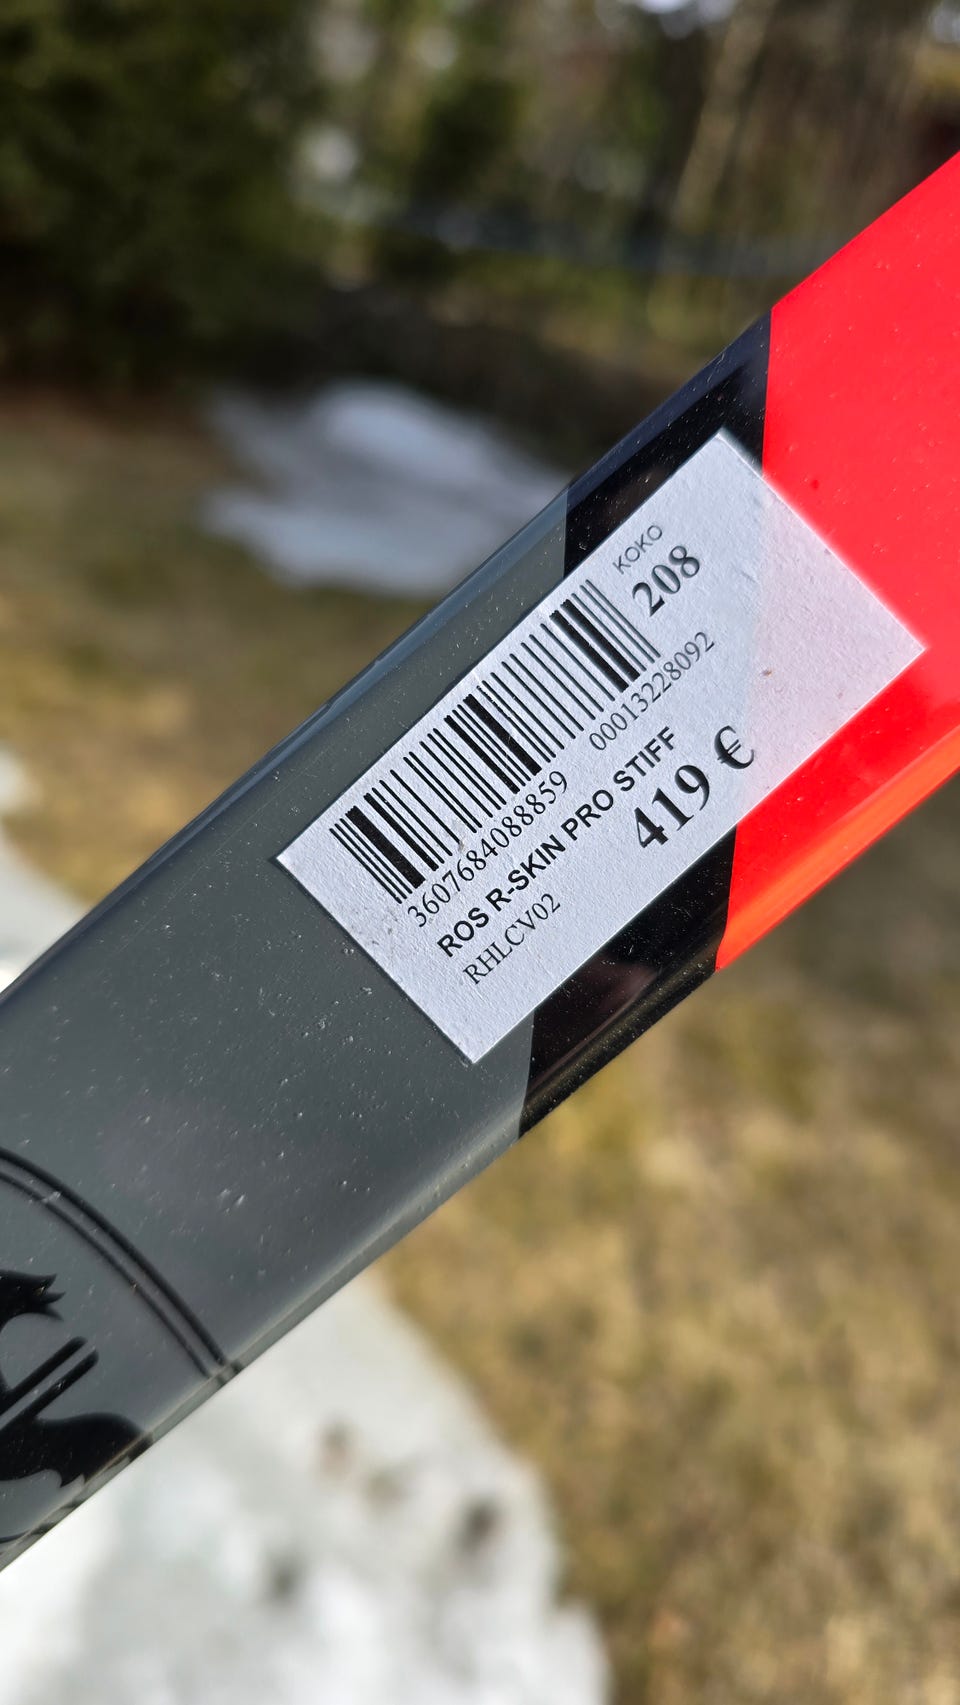 KOKO
208
3607684088859 00013228092
ROS R-SKIN PRO STIFF
RHLCV02 419 €